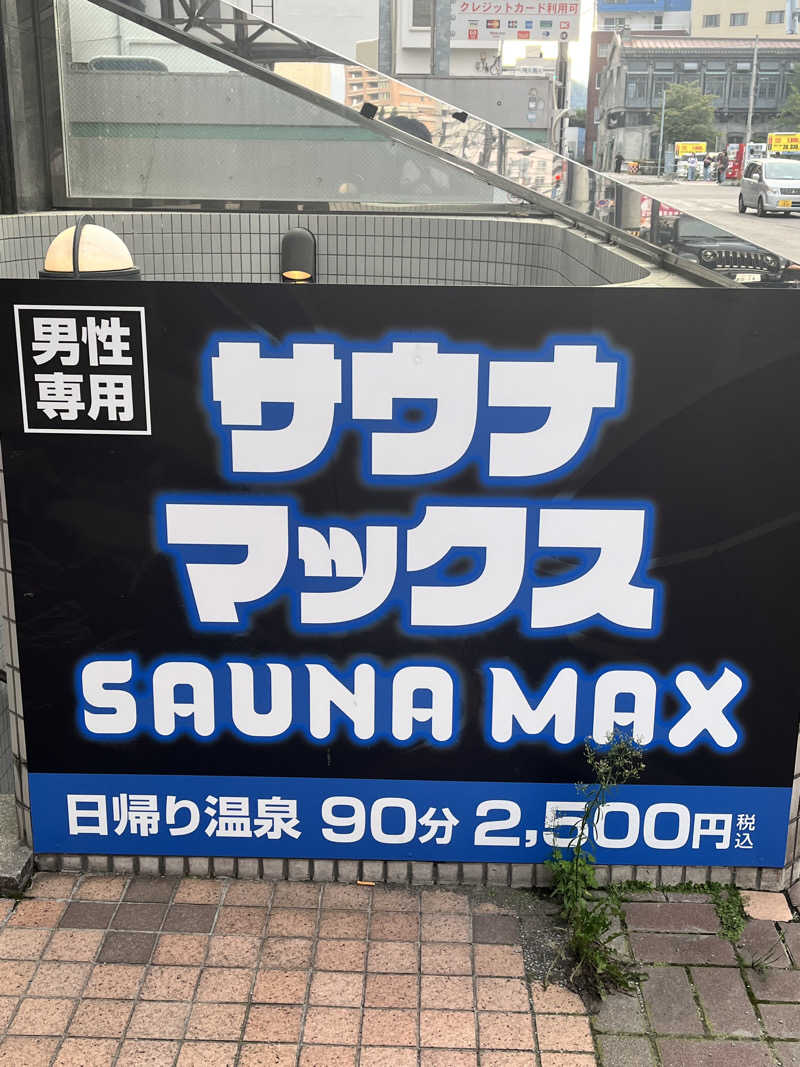 クレジットカード利用可
男性
専用
サウナ
マックス
SAUNA MAX
日帰り温泉 90分 2,500円 税込